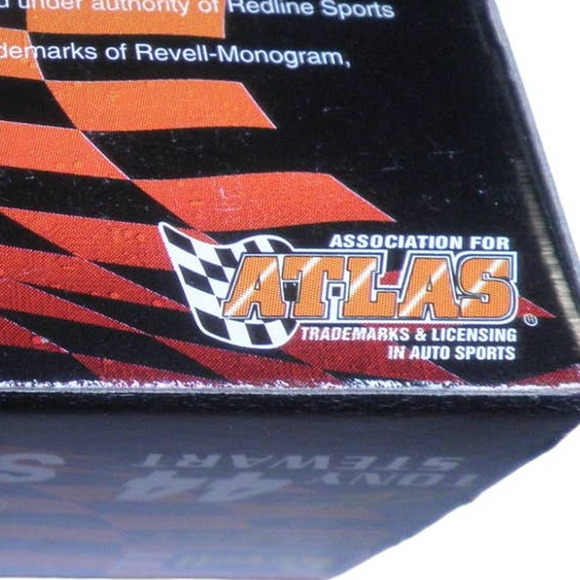 under authority of Redline Sports
demarks of Revell-Monogram,
ASSOCIATION FOR
ATLAS®
TRADEMARKS & LICENSING
IN AUTO SPORTS
TONY
44 STEWART
S